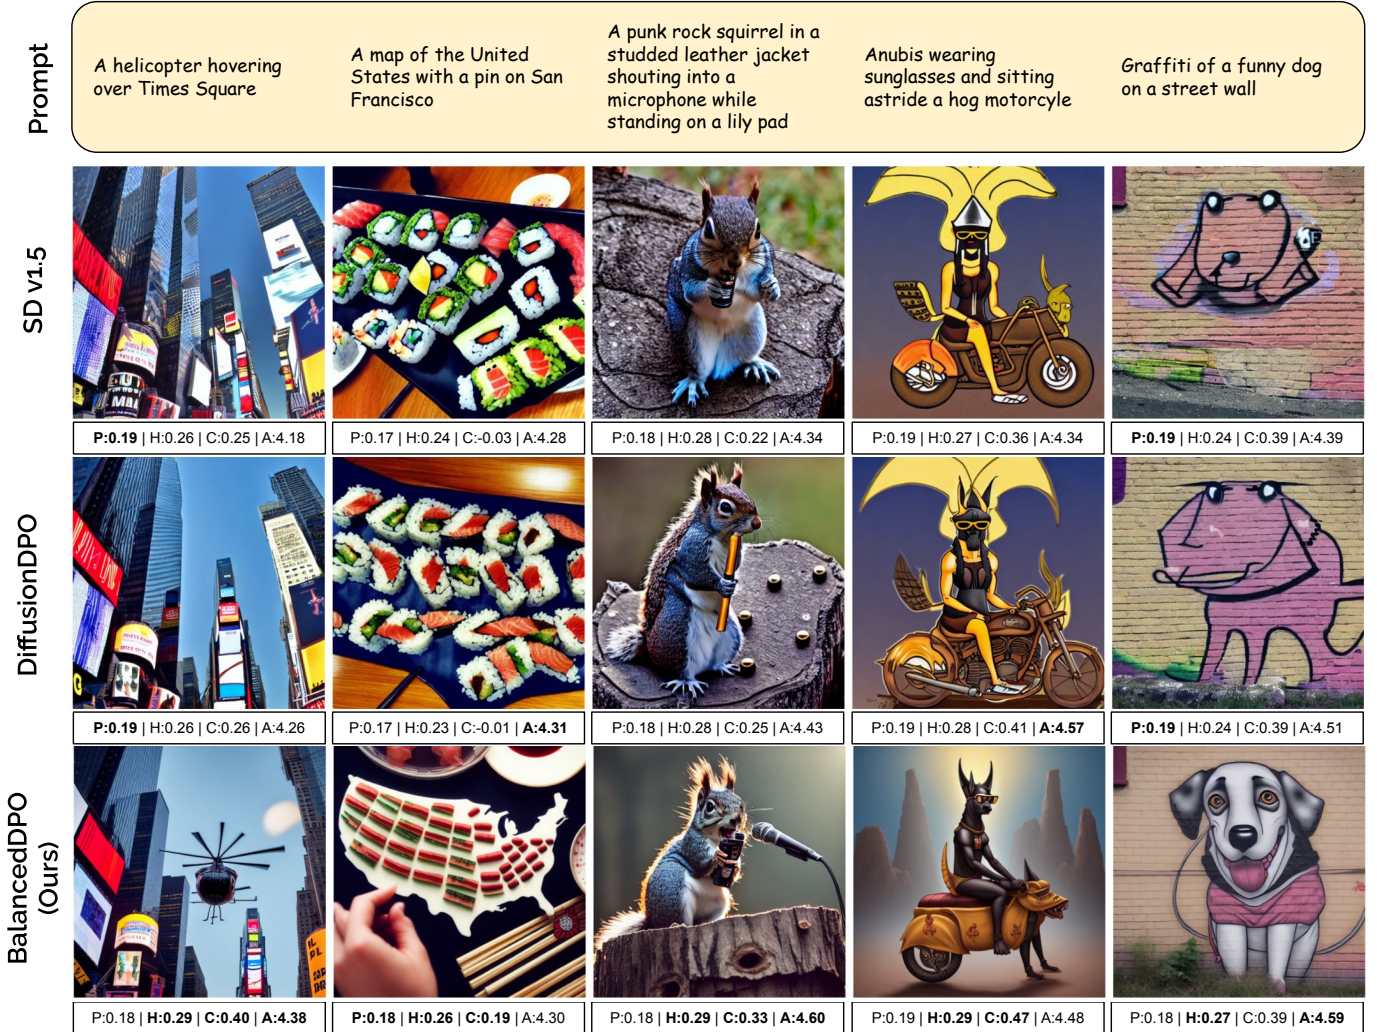 Prompt
A helicopter hovering
over Times Square
A map of the United
States with a pin on San
Francisco
A punk rock squirrel in a
studded leather jacket
shouting into a
microphone while
standing on a lily pad
Anubis wearing
sunglasses and sitting
astride a hog motorcyle
Graffiti of a funny dog
on a street wall
SD v1.5
P:0.19 | H:0.26 | C:0.25 | A:4.18
P:0.17 | H:0.24 | C:-0.03 | A:4.28
P:0.18 | H:0.28 | C:0.22 | A:4.34
P:0.19 | H:0.27 | C:0.36 | A:4.34
P:0.19 | H:0.24 | C:0.39 | A:4.39
DiffusionDPO
P:0.19 | H:0.26 | C:0.26 | A:4.26
P:0.17 | H:0.23 | C:-0.01 | A:4.31
P:0.18 | H:0.28 | C:0.25 | A:4.43
P:0.19 | H:0.28 | C:0.41 | A:4.57
P:0.19 | H:0.24 | C:0.39 | A:4.51
BalancedDPO
(Ours)
P:0.18 | H:0.29 | C:0.40 | A:4.38
P:0.18 | H:0.26 | C:0.19 | A:4.30
P:0.18 | H:0.29 | C:0.33 | A:4.60
P:0.19 | H:0.29 | C:0.47 | A:4.48
P:0.18 | H:0.27 | C:0.39 | A:4.59